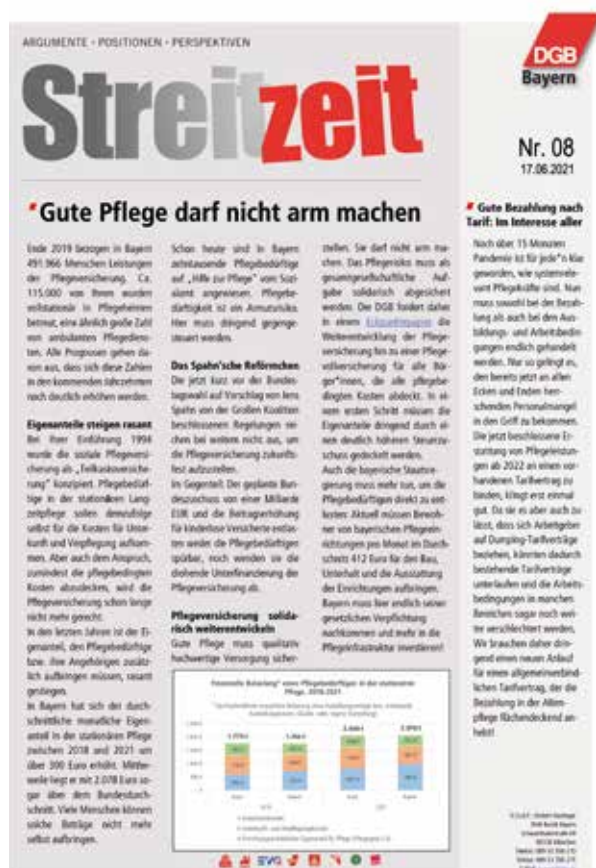 ARGUMENTE • POSITIONEN • PERSPEKTIVEN
Streitzeit
DGB
Bayern
Nr. 08
17.06.2021
Gute Pflege darf nicht arm machen
Ende 2019 bezogen in Bayern
491.966 Menschen Leistungen
der Pflegeversicherung. Ca.
115.000 von ihnen wurden
vollstationär in Pflegeheimen
betreut, eine ähnlich große Zahl
von ambulanten Pflegediens-
ten. Alle Prognosen gehen da-
von aus, dass sich diese Zahlen
in den kommenden Jahrzehnten
noch deutlich erhöhen werden.
Eigenanteile steigen rasant
Bei ihrer Einführung 1994
wurde die soziale Pflegeversi-
cherung als „Teilkaskoversiche-
rung“ konzipiert. Pflegebedürf-
tige in der stationären Lang-
zeitpflege sollen demzufolge
selbst für die Kosten für Unter-
kunft und Verpflegung aufkom-
men. Aber auch dem Anspruch,
zumindest die pflegebedingten
Kosten abzudecken, wird die
Pflegeversicherung schon lange
nicht mehr gerecht.
In den letzten Jahren ist der Ei-
genanteil, den Pflegebedürftige
bzw. ihre Angehörigen zusätz-
lich aufbringen müssen, rasant
gestiegen.
In Bayern hat sich der durch-
schnittliche monatliche Eigen-
anteil in der stationären Pflege
zwischen 2018 und 2021 um
über 300 Euro erhöht. Mittler-
weile liegt er mit 2.078 Euro so-
gar über dem Bundesdurch-
schnitt. Viele Menschen können
solche Beträge nicht mehr
selbst aufbringen.
Schon heute sind in Bayern
zehntausende Pflegebedürftige
auf „Hilfe zur Pflege“ vom Sozi-
alamt angewiesen. Pflegebe-
dürftigkeit ist ein Armutsrisiko.
Hier muss dringend gegenge-
steuert werden.
Das Spahn'sche Reförmchen
Die jetzt kurz vor der Bundes-
tagswahl auf Vorschlag von Jens
Spahn von der Großen Koalition
beschlossenen Regelungen rei-
chen bei weitem nicht aus, um
die Pflegeversicherung zukunfts-
fest aufzustellen.
Im Gegenteil: Der geplante Bun-
deszuschuss von einer Milliarde
EUR und die Beitragserhöhung
für kinderlose Versicherte entlas-
ten weder die Pflegebedürftigen
spürbar, noch wenden sie die
drohende Unterfinanzierung der
Pflegeversicherung ab.
Pflegeversicherung solida-
risch weiterentwickeln
Gute Pflege muss qualitativ
hochwertige Versorgung sicher-
stellen. Sie darf nicht arm ma-
chen. Das Pflegerisiko muss als
gesamtgesellschaftliche Auf-
gabe solidarisch abgesichert
werden. Der DGB fordert daher
in einem Eckpunktepapier die
Weiterentwicklung der Pflege-
versicherung hin zu einer Pflege-
vollversicherung für alle Bür-
ger*innen, die alle pflegebe-
dingten Kosten abdeckt. In ei-
nem ersten Schritt müssen die
Eigenanteile dringend durch ei-
nen deutlich höheren Steuerzu-
schuss gedeckelt werden.
Auch die bayerische Staatsre-
gierung muss mehr tun, um die
Pflegebedürftigen direkt zu ent-
lasten: Aktuell müssen Bewoh-
ner von bayerischen Pflegeein-
richtungen pro Monat im Durch-
schnitt 412 Euro für den Bau,
Unterhalt und die Ausstattung
der Einrichtungen aufbringen.
Bayern muss hier endlich seiner
gesetzlichen Verpflichtung
nachkommen und mehr in die
Pflegeinfrastruktur investieren!
Gute Bezahlung nach
Tarif: Im Interesse aller
Nach über 15 Monaten
Pandemie ist für jede*n klar
geworden, wie systemrele-
vant Pflegekräfte sind. Nun
muss sowohl bei der Bezah-
lung als auch bei den Aus-
bildungs- und Arbeitsbedin-
gungen endlich gehandelt
werden. Nur so gelingt es,
den bereits jetzt an allen
Ecken und Enden herr-
schenden Personalmangel
in den Griff zu bekommen.
Die jetzt beschlossene Er-
stattung von Pflegeleistun-
gen ab 2022 an einen vor-
handenen Tarifvertrag zu
binden, klingt erst einmal
gut. Da sie es aber auch zu-
lässt, dass sich Arbeitgeber
auf Dumping-Tarifverträge
beziehen, könnten dadurch
bestehende Tarifverträge
unterlaufen und die Arbeits-
bedingungen in manchen
Bereichen sogar noch wei-
ter verschlechtert werden.
Wir brauchen daher drin-
gend einen neuen Anlauf
für einen allgemeinverbind-
lichen Tarifvertrag, der die
Bezahlung in der Alten-
pflege flächendeckend an-
hebt!
EVG